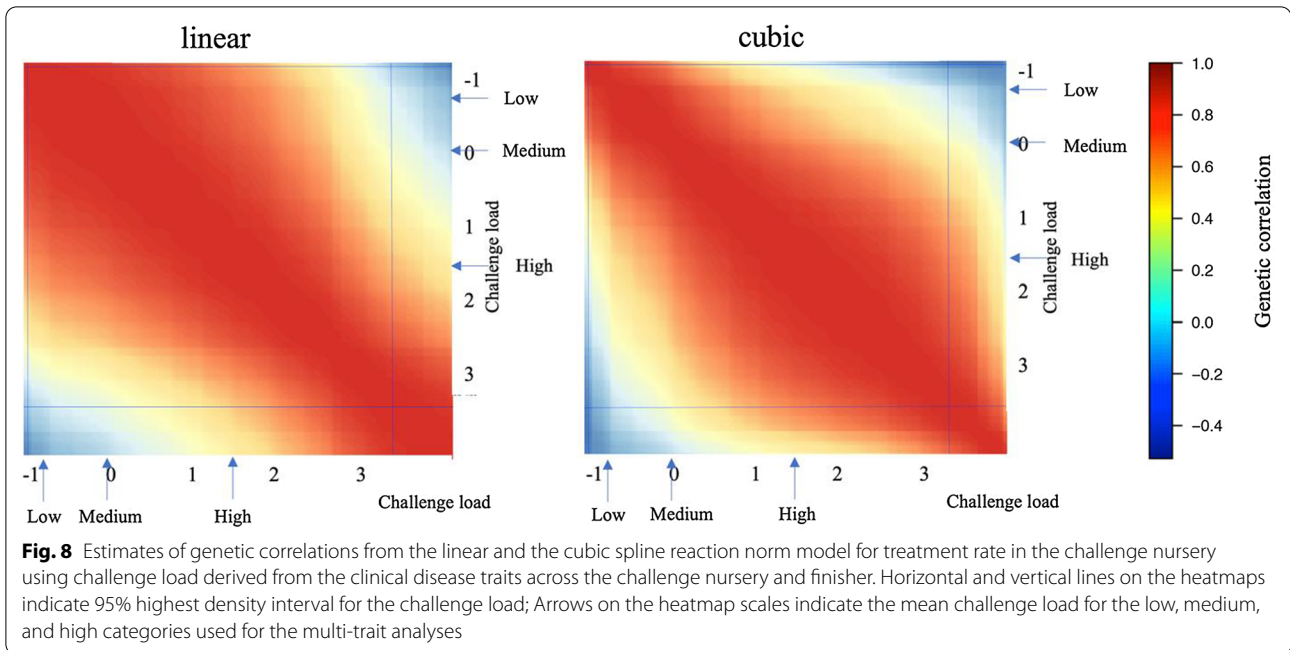 linear
cubic
-1
Low
0
Medium
1
High
2
3
Challenge load
-1 0 1 2 3
Challenge load
Low Medium High
-1
Low
0
Medium
1
High
2
3
Challenge load
-1 0 1 2 3
Challenge load
Low Medium High
1.0
0.8
0.6
0.4
0.2
0.0
−0.2
−0.4
Genetic correlation
Fig. 8 Estimates of genetic correlations from the linear and the cubic spline reaction norm model for treatment rate in the challenge nursery
using challenge load derived from the clinical disease traits across the challenge nursery and finisher. Horizontal and vertical lines on the heatmaps
indicate 95% highest density interval for the challenge load; Arrows on the heatmap scales indicate the mean challenge load for the low, medium,
and high categories used for the multi-trait analyses